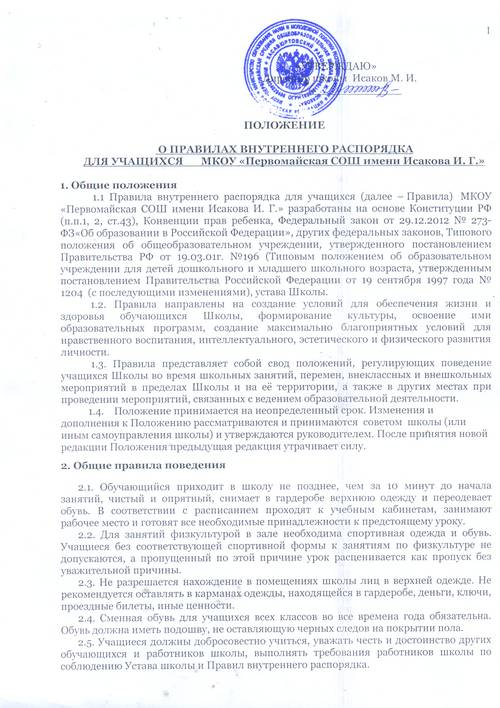 1
«УТВЕРЖДАЮ»
Директор школы Исаков М. И.
ПОЛОЖЕНИЕ
О ПРАВИЛАХ ВНУТРЕННЕГО РАСПОРЯДКА
ДЛЯ УЧАЩИХСЯ МКОУ «Первомайская СОШ имени Исакова И. Г.»
1. Общие положения
1.1 Правила внутреннего распорядка для учащихся (далее – Правила) МКОУ
«Первомайская СОШ имени Исакова И. Г.» разработаны на основе Конституции РФ
(п.п.1, 2, ст.43), Конвенции прав ребенка, Федеральный закон от 29.12.2012 № 273-
ФЗ«Об образовании в Российской Федерации», других федеральных законов, Типового
положения об общеобразовательном учреждении, утвержденного постановлением
Правительства РФ от 19.03.01г. №196 (Типовым положением об образовательном
учреждении для детей дошкольного и младшего школьного возраста, утвержденным
постановлением Правительства Российской Федерации от 19 сентября 1997 года №
1204 (с последующими изменениями), устава Школы.
1.2. Правила направлены на создание условий для обеспечения жизни и
здоровья обучающихся Школы, формирование культуры, освоение ими
образовательных программ, создание максимально благоприятных условий для
нравственного воспитания, интеллектуального, эстетического и физического развития
личности.
1.3. Правила представляет собой свод положений, регулирующих поведение
учащихся Школы во время школьных занятий, перемен, внеклассных и внешкольных
мероприятий в пределах Школы и на её территории, а также в других местах при
проведении мероприятий, связанных с ведением образовательной деятельности.
1.4. Положение принимается на неопределенный срок. Изменения и
дополнения к Положению рассматриваются и принимаются советом школы (или
иным самоуправления школы) и утверждаются руководителем. После принятия новой
редакции Положения предыдущая редакция утрачивает силу.
2. Общие правила поведения
2.1. Обучающийся приходит в школу не позднее, чем за 10 минут до начала
занятий, чистый и опрятный, снимает в гардеробе верхнюю одежду и переодевает
обувь. В соответствии с расписанием проходят к учебным кабинетам, занимают
рабочее место и готовят все необходимые принадлежности к предстоящему уроку.
2.2. Для занятий физкультурой в зале необходима спортивная одежда и обувь.
Учащиеся без соответствующей спортивной формы к занятиям по физкультуре не
допускаются, а пропущенный по этой причине урок расценивается как пропуск без
уважительной причины.
2.3. Не разрешается нахождение в помещениях школы лиц в верхней одежде. Не
рекомендуется оставлять в карманах одежды, находящейся в гардеробе, деньги, ключи,
проездные билеты, иные ценности.
2.4. Сменная обувь для учащихся всех классов во все времена года обязательна.
Обувь должна иметь подошву, не оставляющую черных следов на покрытии пола.
2.5. Учащиеся должны добросовестно учиться, уважать честь и достоинство других
обучающихся и работников школы, выполнять требования работников школы по
соблюдению Устава школы и Правил внутреннего распорядка.